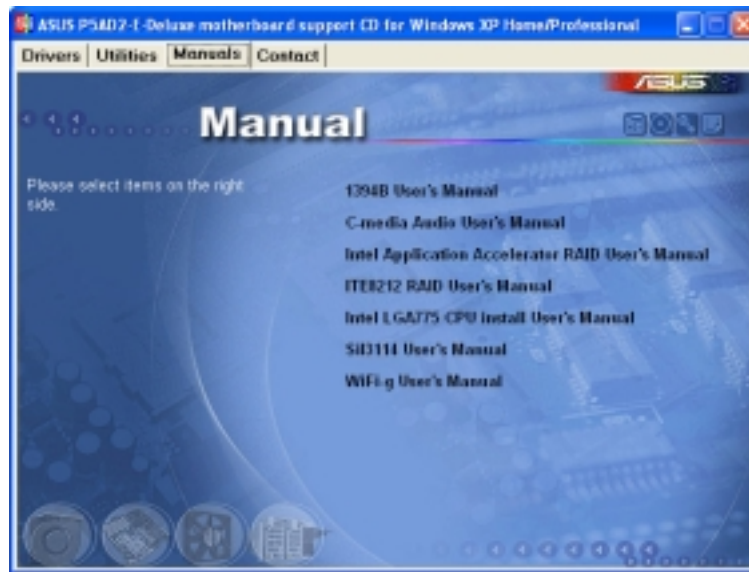 ASUS P5AD2-E-Deluxe motherboard support CD for Windows XP Home/Professional
Drivers Utilities Manuals Contact
ASUS
Manual
Please select items on the right
side.
1394B User's Manual
C-media Audio User's Manual
Intel Application Accelerator RAID User's Manual
ITE8212 RAID User's Manual
Intel LGA775 CPU install User's Manual
SiI3114 User's Manual
WiFi-g User's Manual